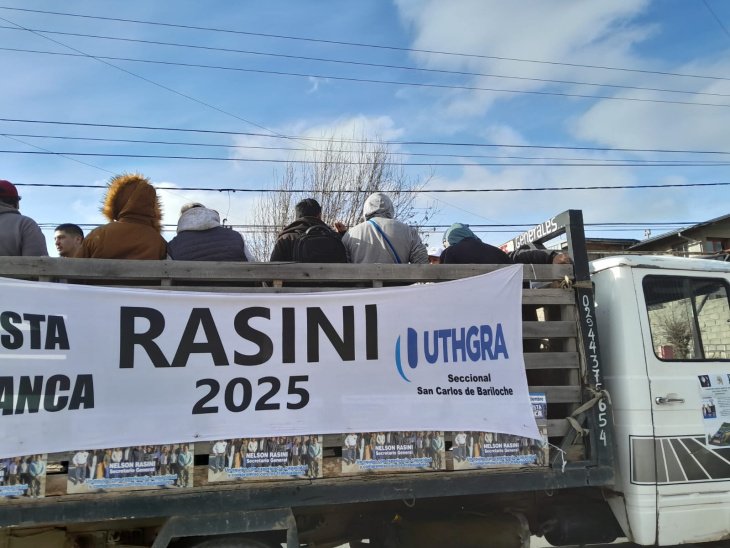 Generales
STA
ANCA
RASINI
2025
UTHGRA
Seccional
San Carlos de Bariloche
NELSON RASINI
Secretario General
NELSON RASINI
Secretario General
NELSON RASINI
Secretario General
NELSON RASINI
Secretario General